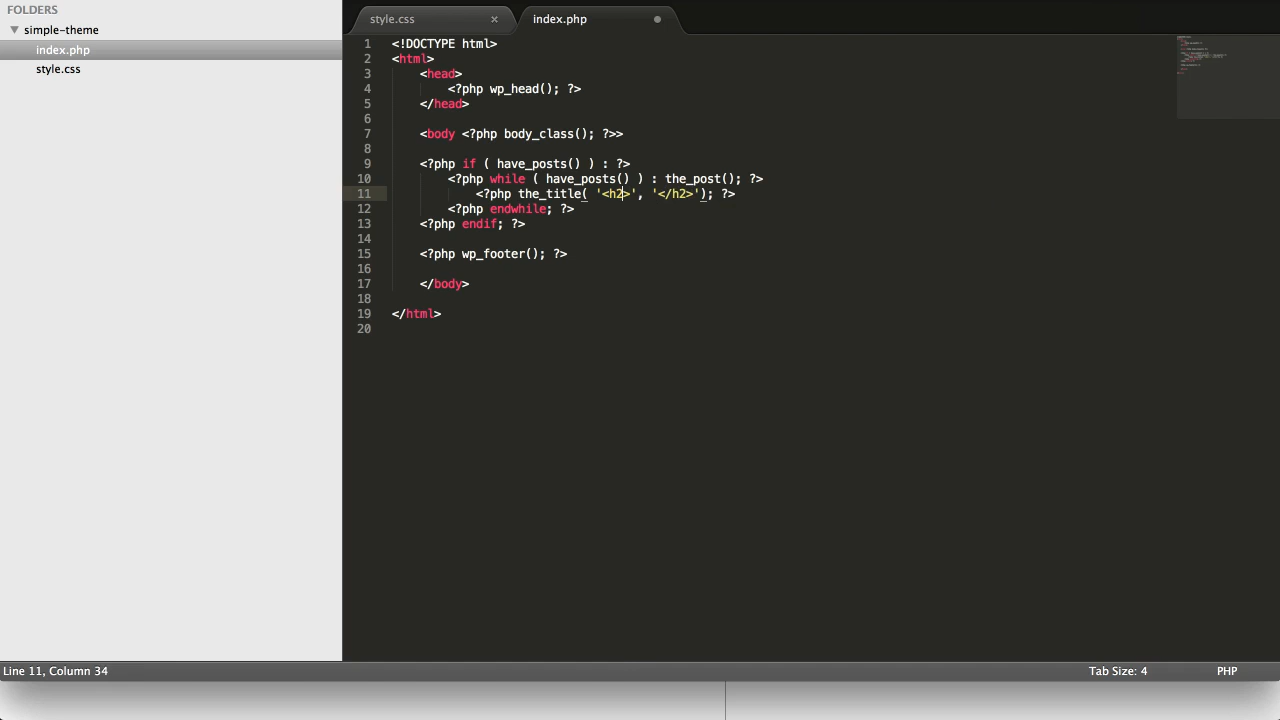 FOLDERS
simple-theme
index.php
style.css
style.css × index.php
1 <!DOCTYPE html>
2 <html>
3 <head>
4 <?php wp_head(); ?>
5 </head>
6
7 <body <?php body_class(); ?>>
8
9 <?php if ( have_posts() ) : ?>
10 <?php while ( have_posts() ) : the_post(); ?>
11 <?php the_title( '<h2>', '</h2>'); ?>
12 <?php endwhile; ?>
13 <?php endif; ?>
14
15 <?php wp_footer(); ?>
16
17 </body>
18
19 </html>
20
Line 11, Column 34 Tab Size: 4 PHP